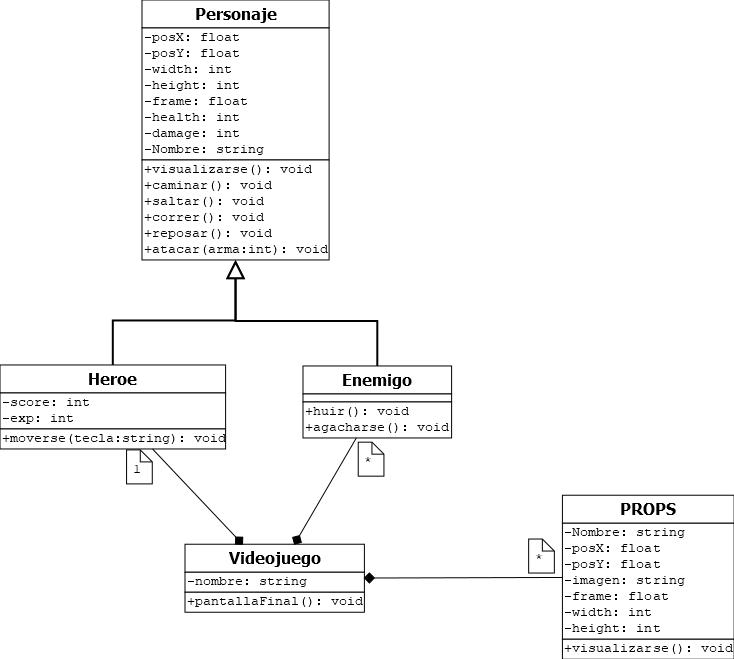 Personaje
-posX: float
-posY: float
-width: int
-height: int
-frame: float
-health: int
-damage: int
-Nombre: string
+visualizarse(): void
+caminar(): void
+saltar(): void
+correr(): void
+reposar(): void
+atacar(arma:int): void
Heroe
-score: int
-exp: int
+moverse(tecla:string): void
1
Enemigo
+huir(): void
+agacharse(): void
*
Videojuego
-nombre: string
+pantallaFinal(): void
*
PROPS
-Nombre: string
-posX: float
-posY: float
-imagen: string
-frame: float
-width: int
-height: int
+visualizarse(): void